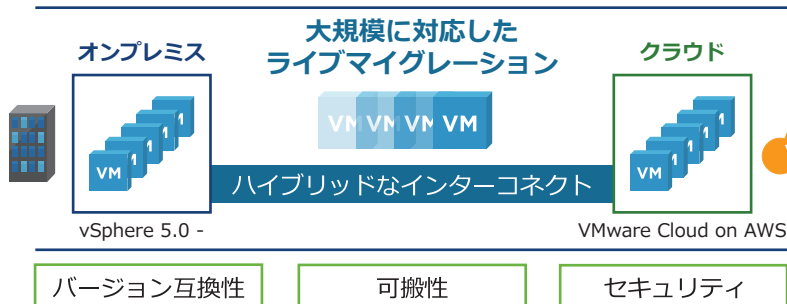 大規模に対応した
ライブマイグレーション
オンプレミス
クラウド
VM VM VM VM
VM
VM
ハイブリッドなインターコネクト
vSphere 5.0 -
VMware Cloud on AWS
バージョン互換性
可搬性
セキュリティ